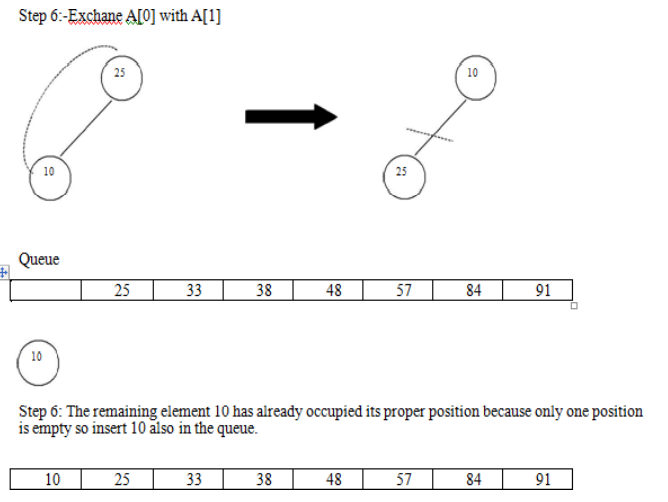 Step 6:-Exchane A[0] with A[1]
25
10
10
25
Queue
25 33 38 48 57 84 91
10
Step 6: The remaining element 10 has already occupied its proper position because only one position
is empty so insert 10 also in the queue.
10 25 33 38 48 57 84 91